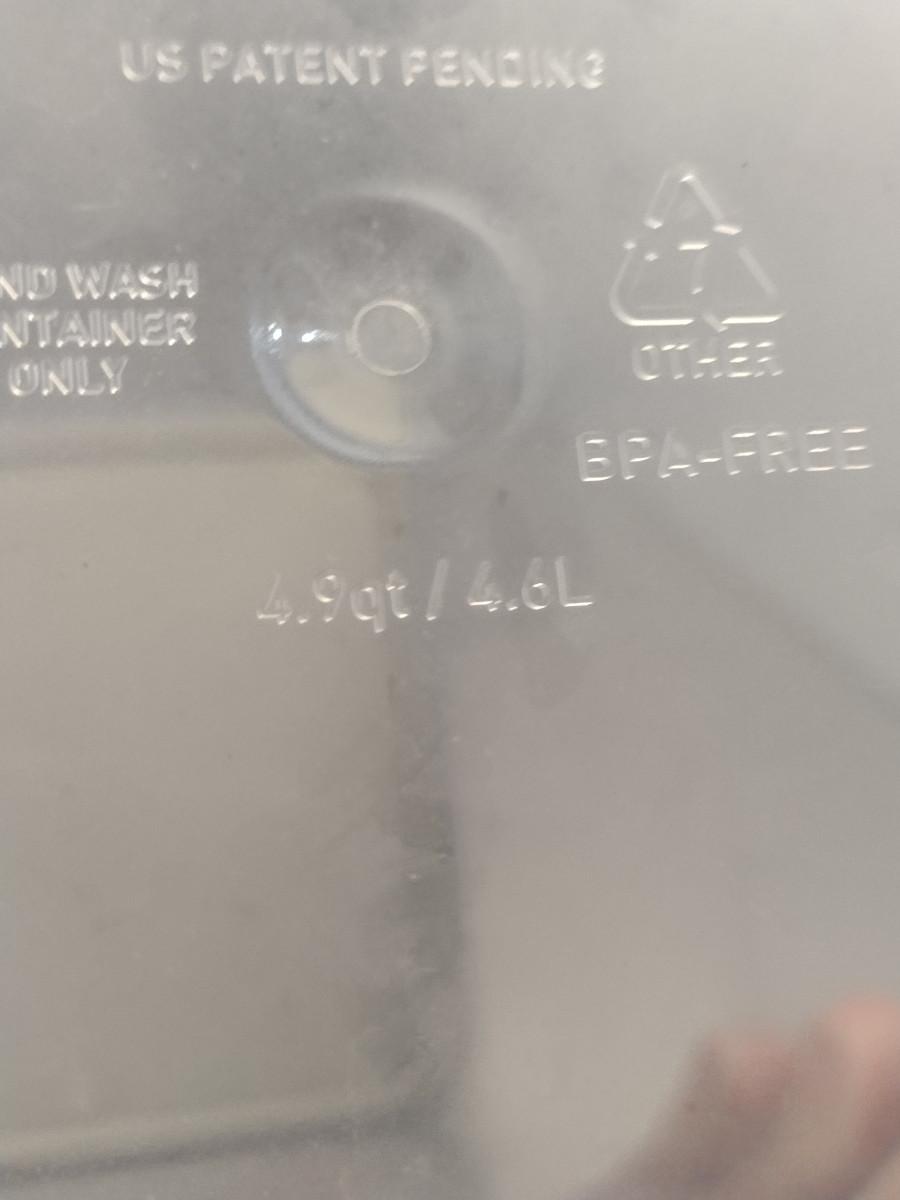 US PATENT PENDING
ND WASH
NTAINER
ONLY
7
OTHER
BPA-FREE
4.9qt / 4.6L